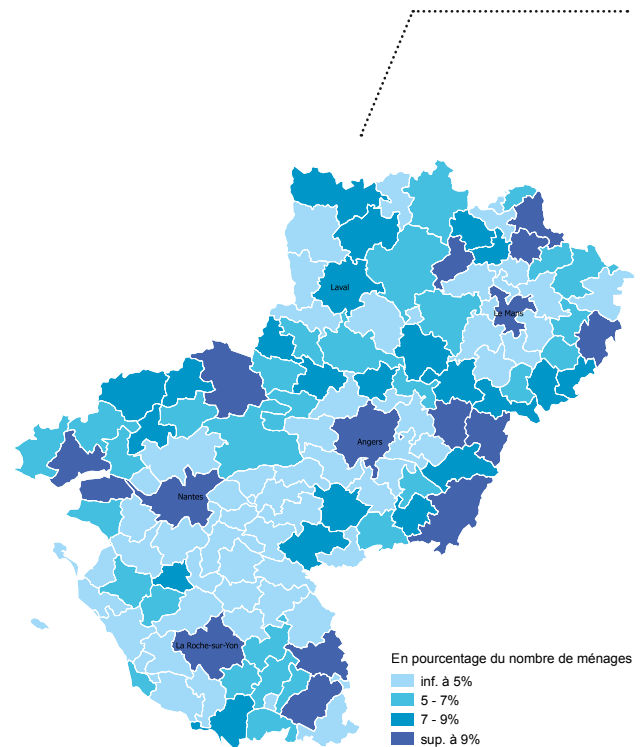 Laval
Le Mans
Angers
Nantes
La Roche-sur-Yon
En pourcentage du nombre de ménages
inf. à 5%
5 - 7%
7 - 9%
sup. à 9%